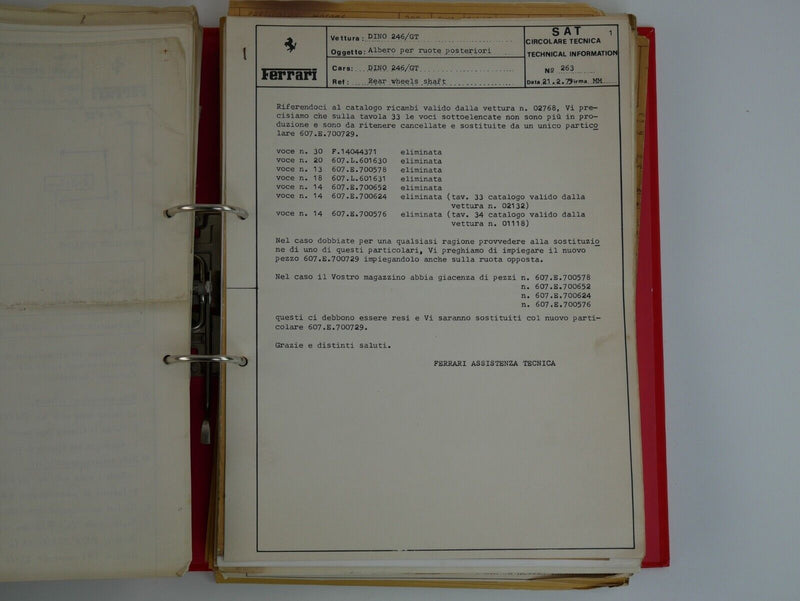 Ferrari
Vettura: DINO 246/GT
Oggetto: Albero per ruote posteriori
Cars: DINO 246/GT
Ref: Rear wheels shaft
SAT 1
CIRCOLARE TECNICA
TECHNICAL INFORMATION
No 263
Data 21.2.73 Firma MM
Riferendoci al catalogo ricambi valido dalla vettura n. 02768, Vi pre-
cisiamo che sulla tavola 33 le voci sottoelencate non sono più in pro-
duzione e sono da ritenere cancellate e sostituite da un unico partico
lare 607.E.700729.
voce n. 30 F.14044371 eliminata
voce n. 20 607.L.601630 eliminata
voce n. 13 607.E.700578 eliminata
voce n. 18 607.L.601631 eliminata
voce n. 14 607.E.700652 eliminata
voce n. 14 607.E.700624 eliminata (tav. 33 catalogo valido dalla
vettura n. 02132)
voce n. 14 607.E.700576 eliminata (tav. 34 catalogo valido dalla
vettura n. 01118)
Nel caso dobbiate per una qualsiasi ragione provvedere alla sostituzio
ne di uno di questi particolari, Vi preghiamo di impiegare il nuovo
pezzo 607.E.700729 impiegandolo anche sulla ruota opposta.
Nel caso il Vostro magazzino abbia giacenza di pezzi n. 607.E.700578
n. 607.E.700652
n. 607.E.700624
n. 607.E.700576
questi ci debbono essere resi e Vi saranno sostituiti col nuovo parti-
colare 607.E.700729.
Grazie e distinti saluti.
FERRARI ASSISTENZA TECNICA